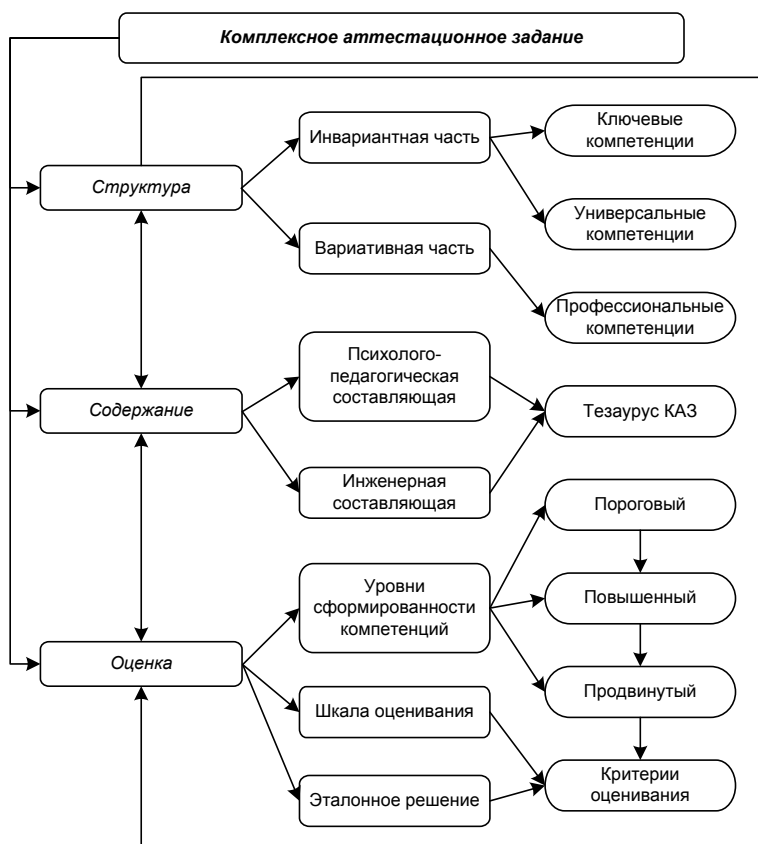 Комплексное аттестационное задание
Инвариантная часть
Ключевые
компетенции
Структура
Универсальные
компетенции
Вариативная часть
Профессиональные
компетенции
Психолого-
педагогическая
составляющая
Содержание
Тезаурус КАЗ
Инженерная
составляющая
Пороговый
Уровни
сформированности
компетенций
Повышенный
Оценка
Продвинутый
Шкала оценивания
Эталонное решение
Критерии
оценивания